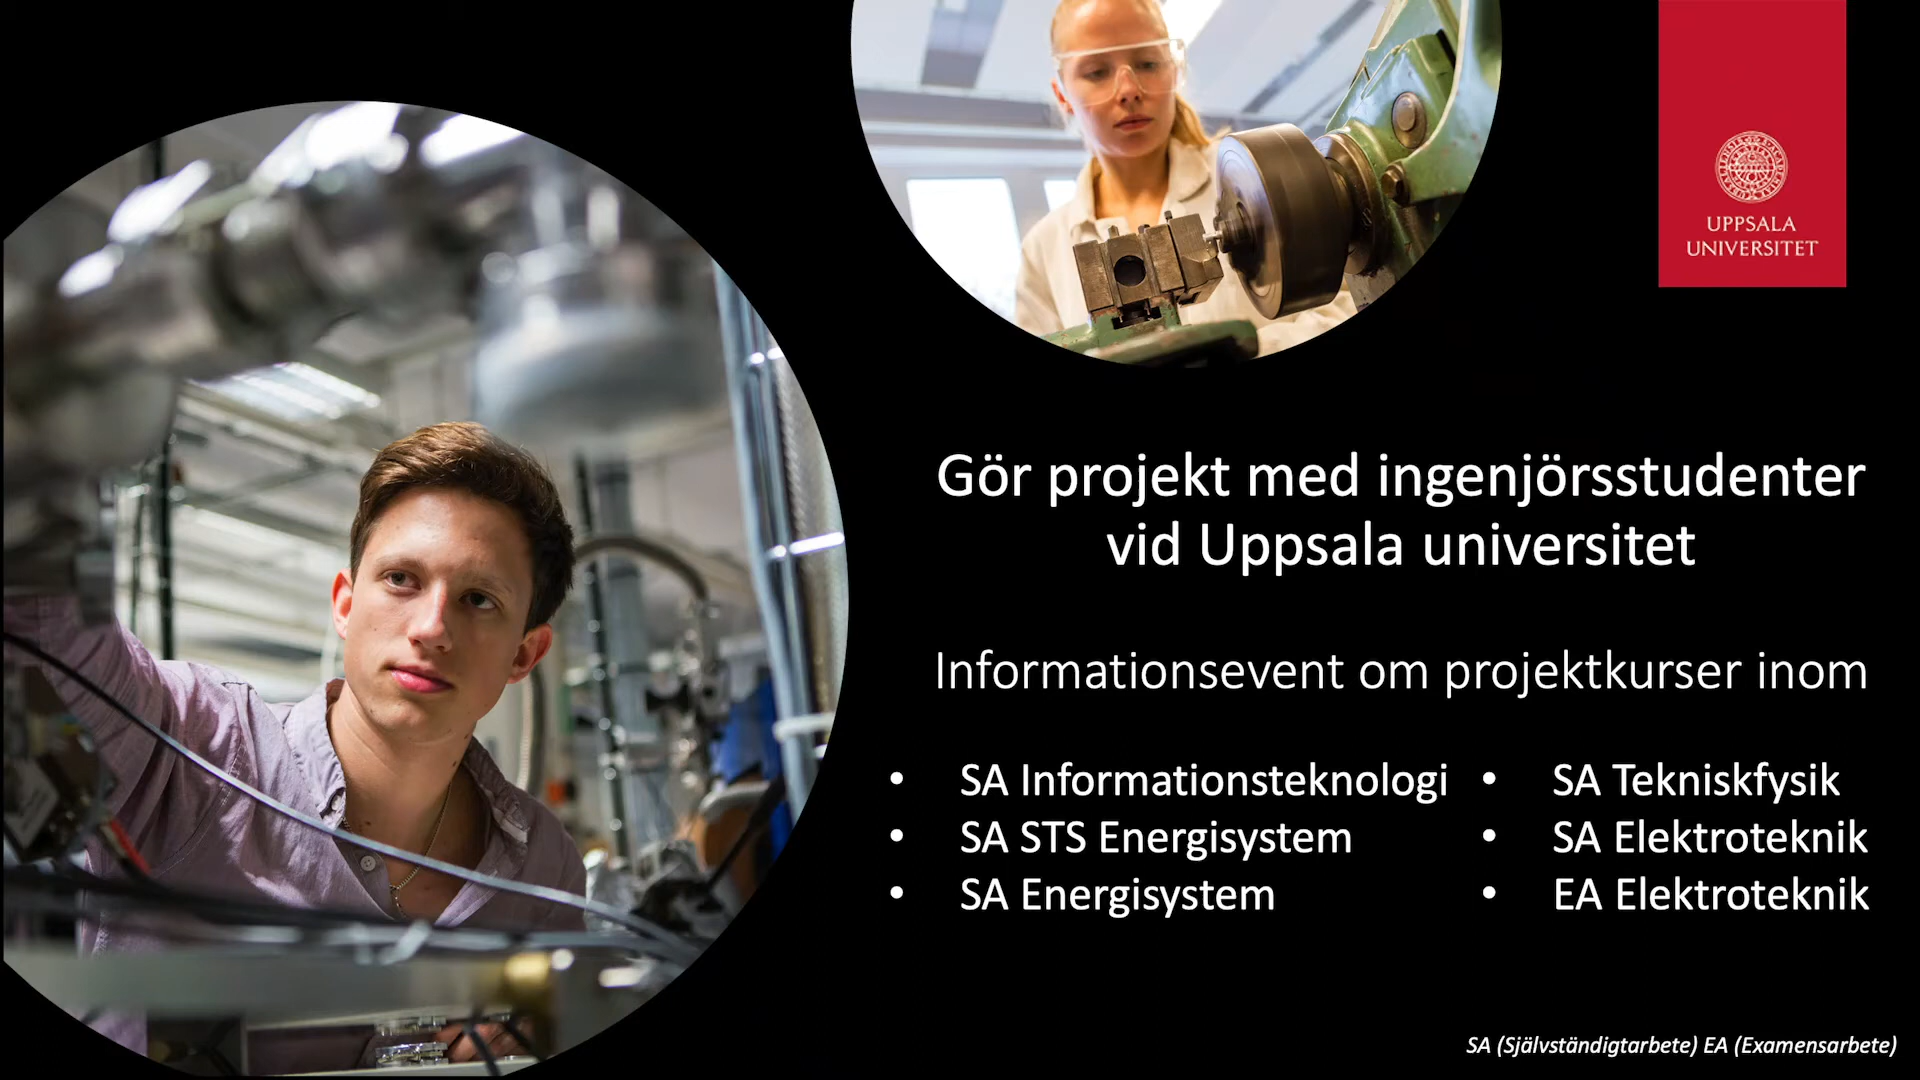 UPPSALA
UNIVERSITET
Gör projekt med ingenjörsstudenter
vid Uppsala universitet
Informationsevent om projektkurser inom
• SA Informationsteknologi
• SA STS Energisystem
• SA Energisystem
• SA Tekniskfysik
• SA Elektroteknik
• EA Elektroteknik
SA (Självständigtarbete) EA (Examensarbete)